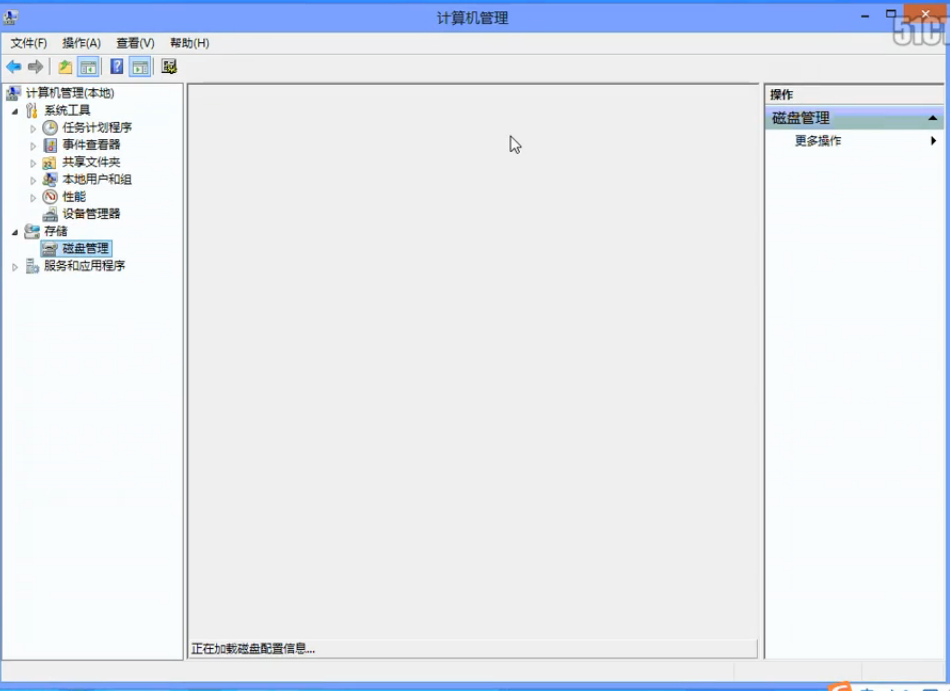 计算机管理
51C
文件(F) 操作(A) 查看(V) 帮助(H)
计算机管理(本地)
系统工具
任务计划程序
事件查看器
共享文件夹
本地用户和组
性能
设备管理器
存储
磁盘管理
服务和应用程序
正在加载磁盘配置信息...
操作
磁盘管理
更多操作